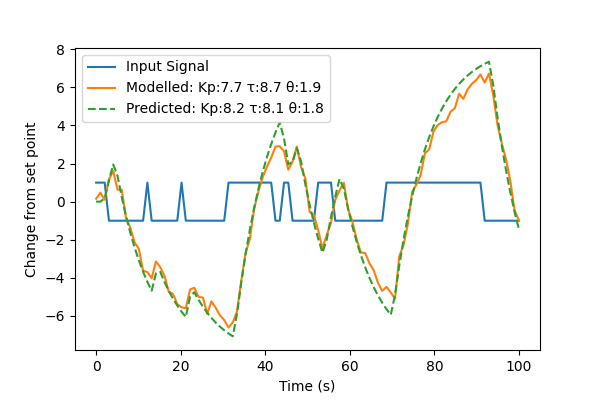 Input Signal
Modelled: Kp:7.7 τ:8.7 θ:1.9
Predicted: Kp:8.2 τ:8.1 θ:1.8
Change from set point
8
6
4
2
0
−2
−4
−6
0 20 40 60 80 100
Time (s)